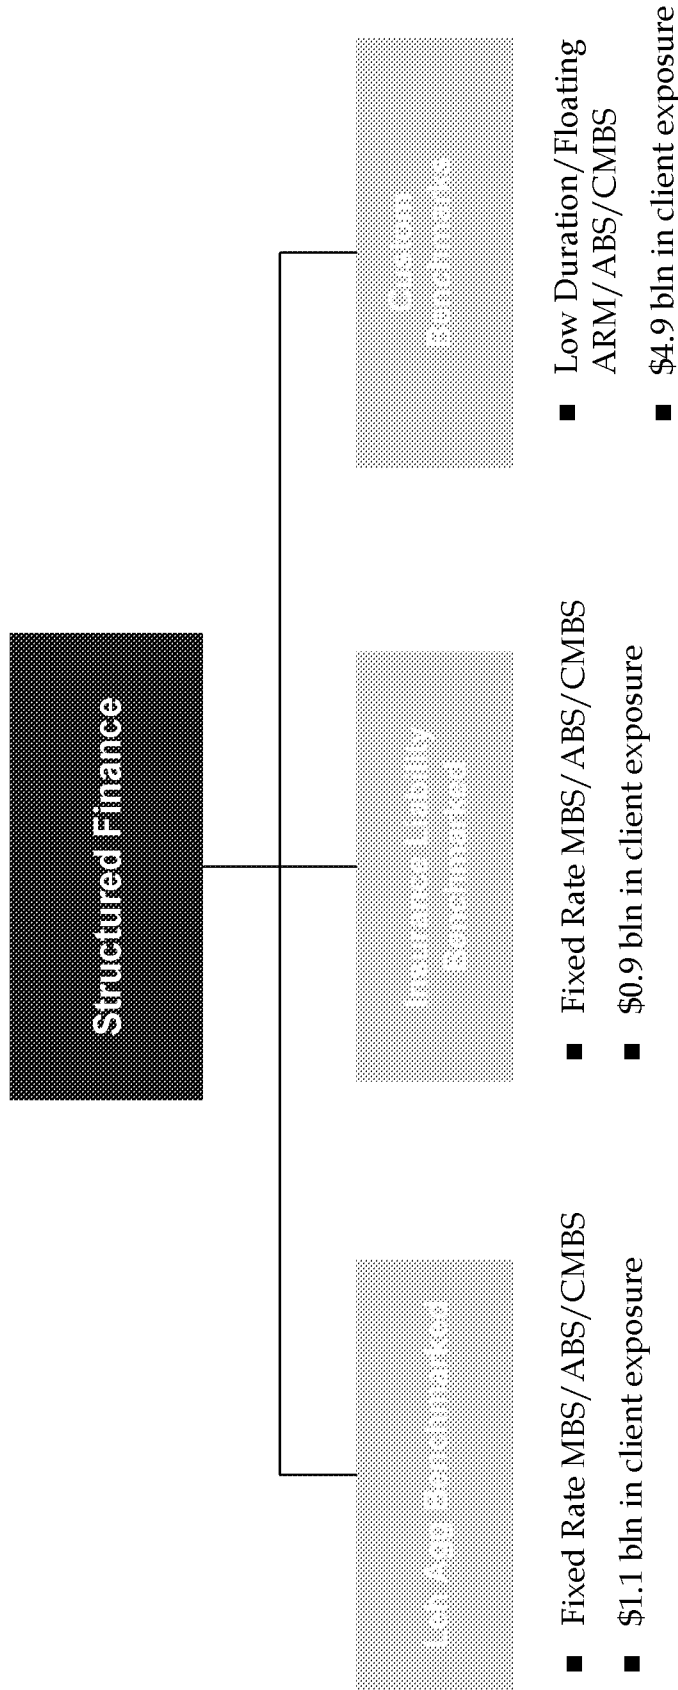 Structured Finance
Leh Agg Benchmarked
Insurance Liability
Benchmarked
Custom
Benchmarks
■ Fixed Rate MBS/ABS/CMBS
■ $1.1 bln in client exposure
■ Fixed Rate MBS/ABS/CMBS
■ $0.9 bln in client exposure
■ Low Duration/Floating
ARM/ABS/CMBS
■ $4.9 bln in client exposure